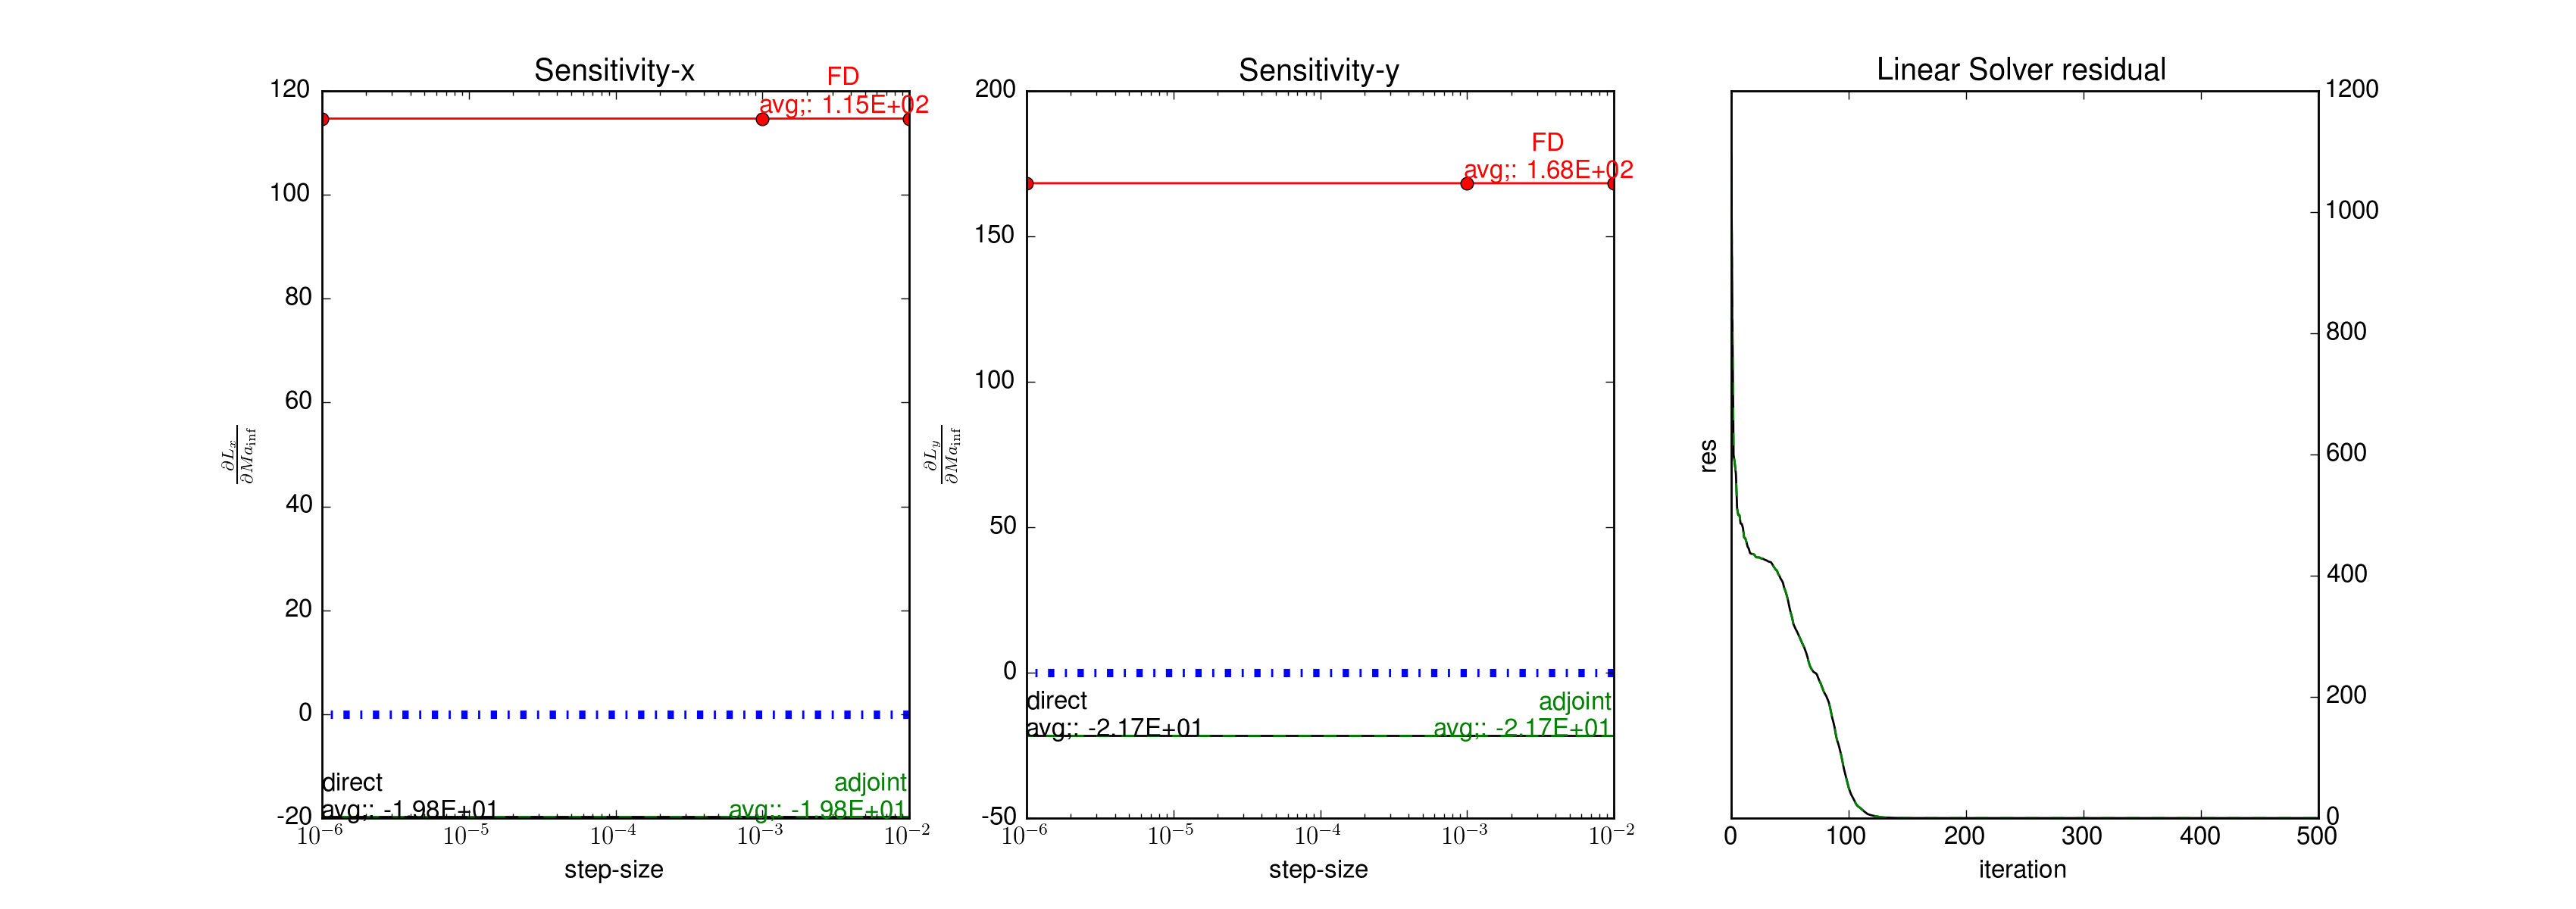 Sensitivity-x
FD
avg;: 1.15E+02
120
100
80
60
40
20
0
-20
∂L_x/∂Ma_inf
direct
avg;: -1.98E+01
adjoint
avg;: -1.98E+01
10^-6 10^-5 10^-4 10^-3 10^-2
step-size
Sensitivity-y
FD
avg;: 1.68E+02
200
150
100
50
0
-50
∂L_y/∂Ma_inf
direct
avg;: -2.17E+01
adjoint
avg;: -2.17E+01
10^-6 10^-5 10^-4 10^-3 10^-2
step-size
Linear Solver residual
res
1200
1000
800
600
400
200
0
0 100 200 300 400 500
iteration